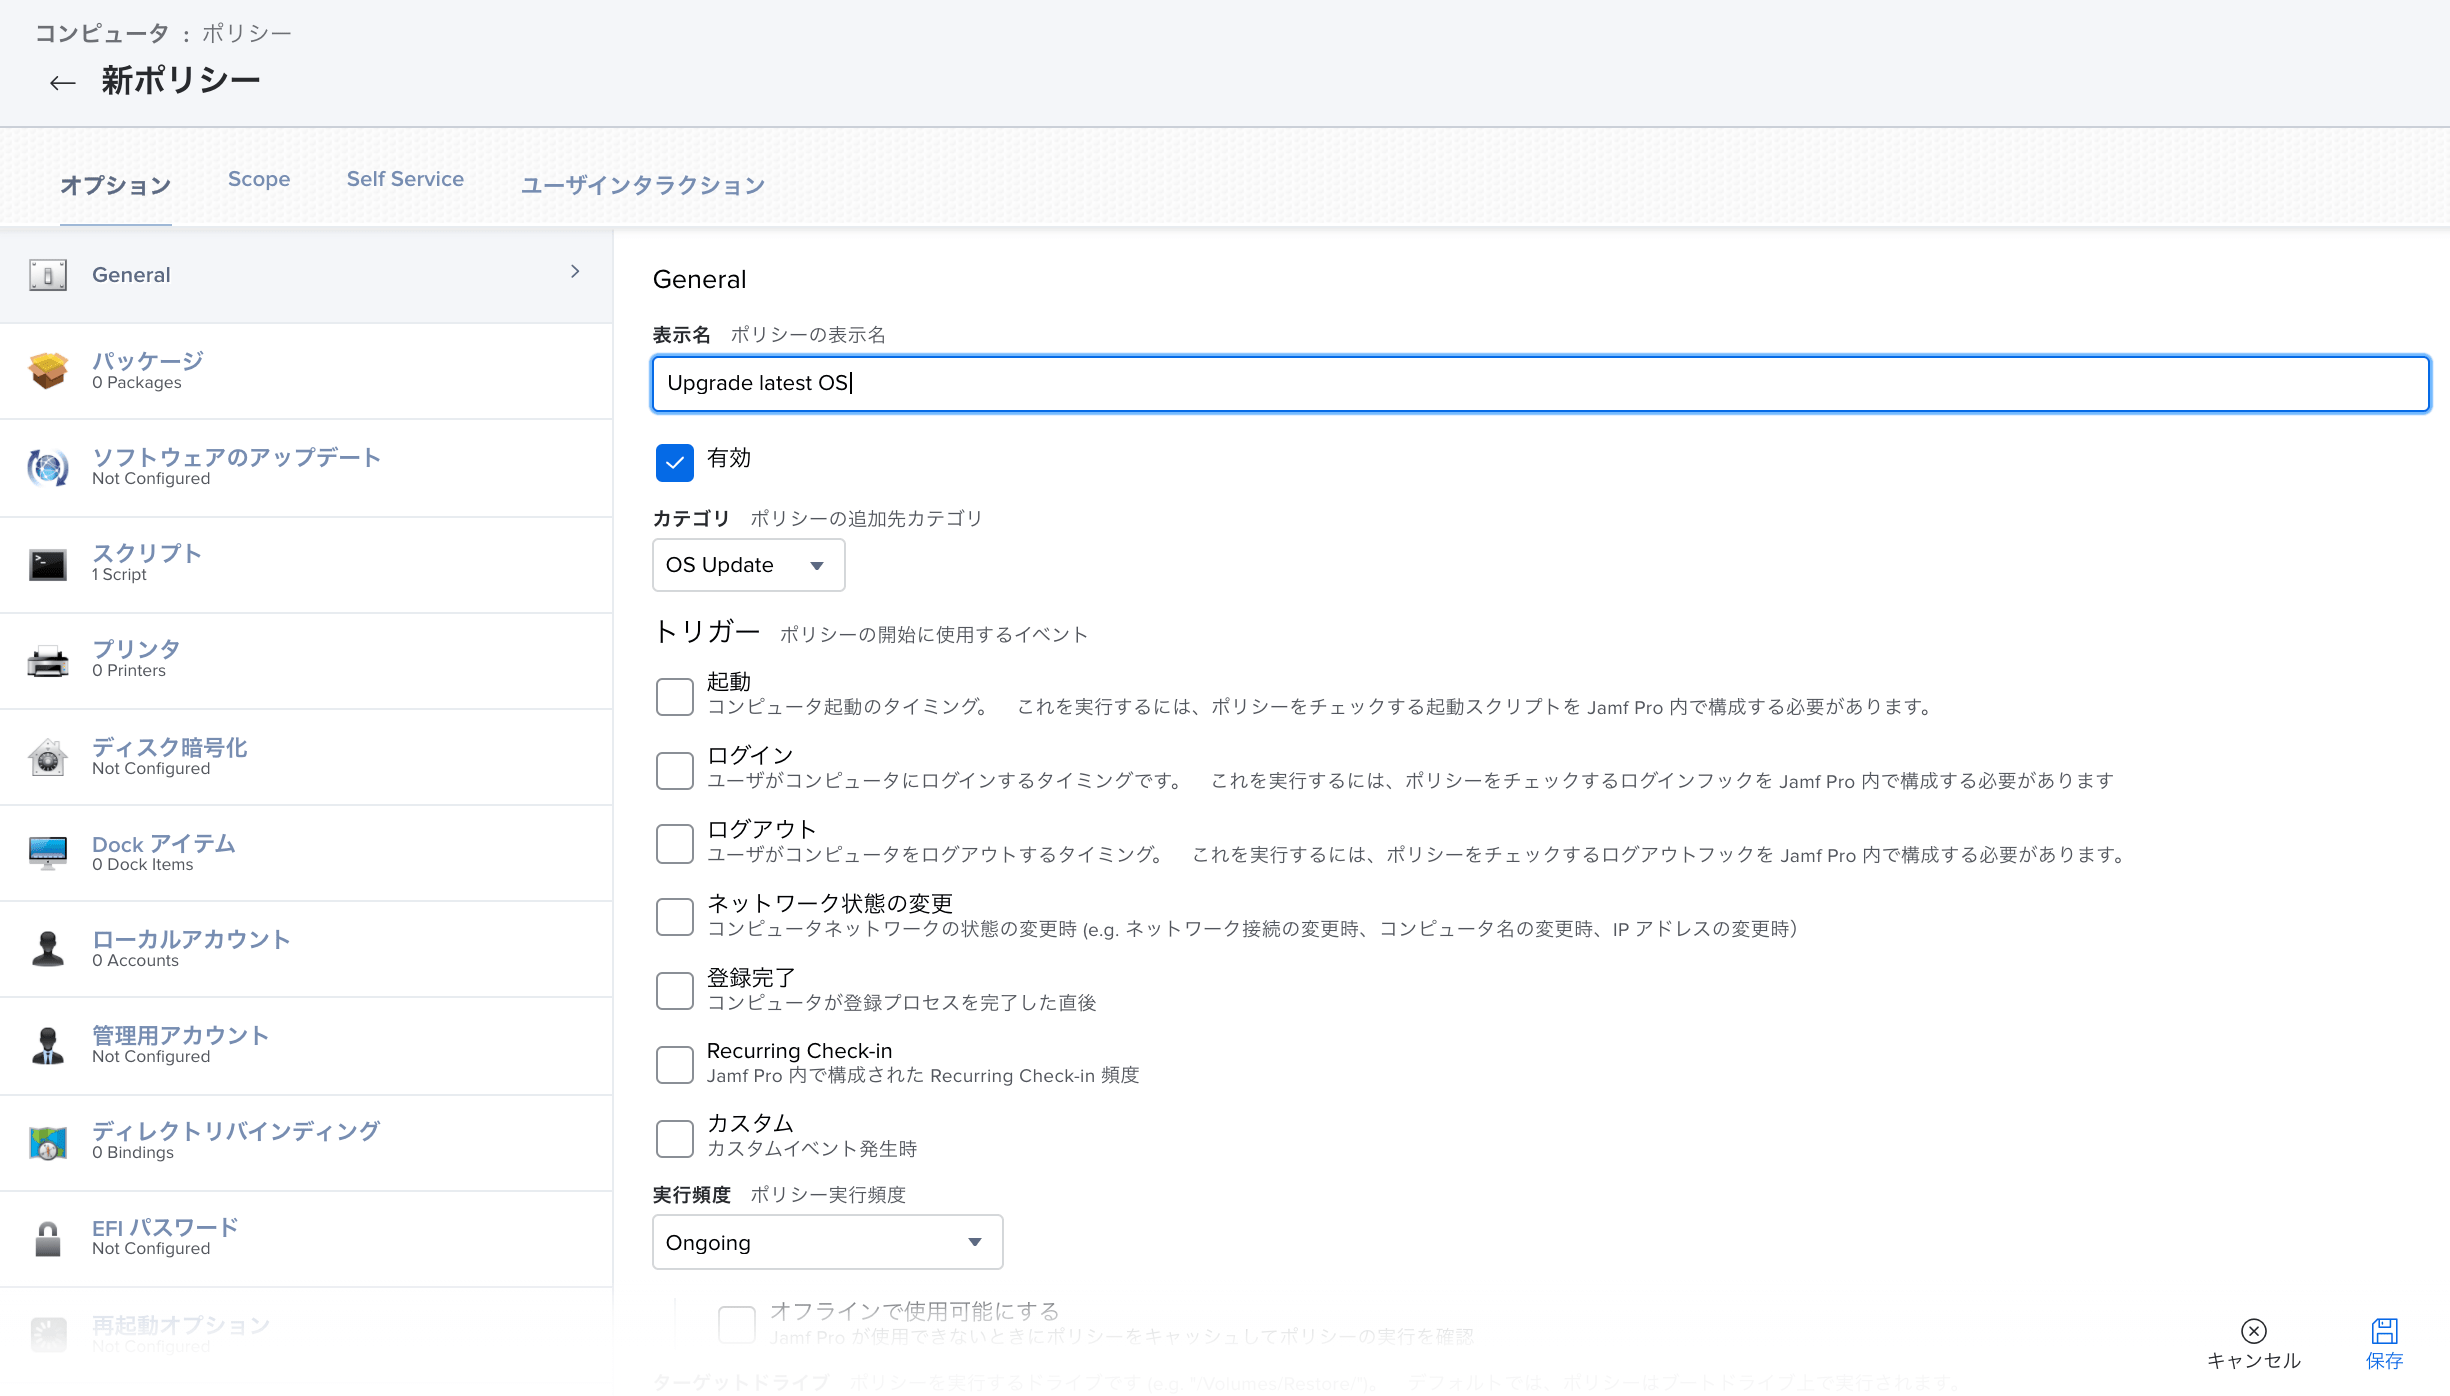 コンピュータ : ポリシー
← 新ポリシー
オプション Scope Self Service ユーザインタラクション
General
パッケージ
0 Packages
ソフトウェアのアップデート
Not Configured
スクリプト
1 Script
プリンタ
0 Printers
ディスク暗号化
Not Configured
Dock アイテム
0 Dock Items
ローカルアカウント
0 Accounts
管理用アカウント
Not Configured
ディレクトリバインディング
0 Bindings
EFI パスワード
Not Configured
再起動オプション
Not Configured
General
表示名 ポリシーの表示名
Upgrade latest OS
有効
カテゴリ ポリシーの追加先カテゴリ
OS Update
トリガー ポリシーの開始に使用するイベント
起動
コンピュータ起動のタイミング。 これを実行するには、ポリシーをチェックする起動スクリプトを Jamf Pro 内で構成する必要があります。
ログイン
ユーザがコンピュータにログインするタイミングです。 これを実行するには、ポリシーをチェックするログインフックを Jamf Pro 内で構成する必要があります
ログアウト
ユーザがコンピュータをログアウトするタイミング。 これを実行するには、ポリシーをチェックするログアウトフックを Jamf Pro 内で構成する必要があります。
ネットワーク状態の変更
コンピュータネットワークの状態の変更時 (e.g. ネットワーク接続の変更時、コンピュータ名の変更時、IP アドレスの変更時）
登録完了
コンピュータが登録プロセスを完了した直後
Recurring Check-in
Jamf Pro 内で構成された Recurring Check-in 頻度
カスタム
カスタムイベント発生時
実行頻度 ポリシー実行頻度
Ongoing
オフラインで使用可能にする
Jamf Pro が使用できないときにポリシーをキャッシュしてポリシーの実行を確認
ターゲットドライブ ポリシーを実行するドライブです (e.g. "/Volumes/Restore/")。 デフォルトでは、ポリシーはブートドライブ上で実行されます。
キャンセル
保存